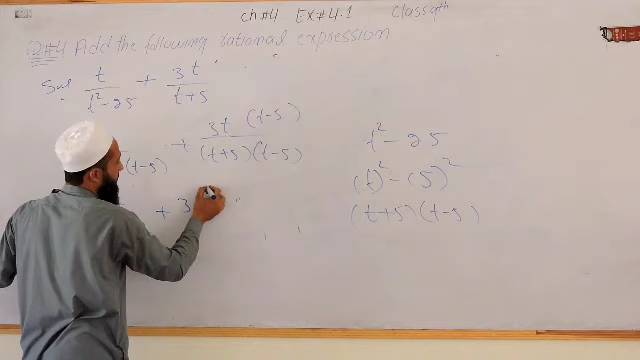 Ch#4 Ex#4.1 Class 9th
Q#4 Add the following rational expression
Sol t/t²-25 + 3t/t+5
(t-5) + 3t (t-5)/(t+5)(t-5)
+ 3
t² - 25
(t)² - (5)²
(t+5)(t-5)